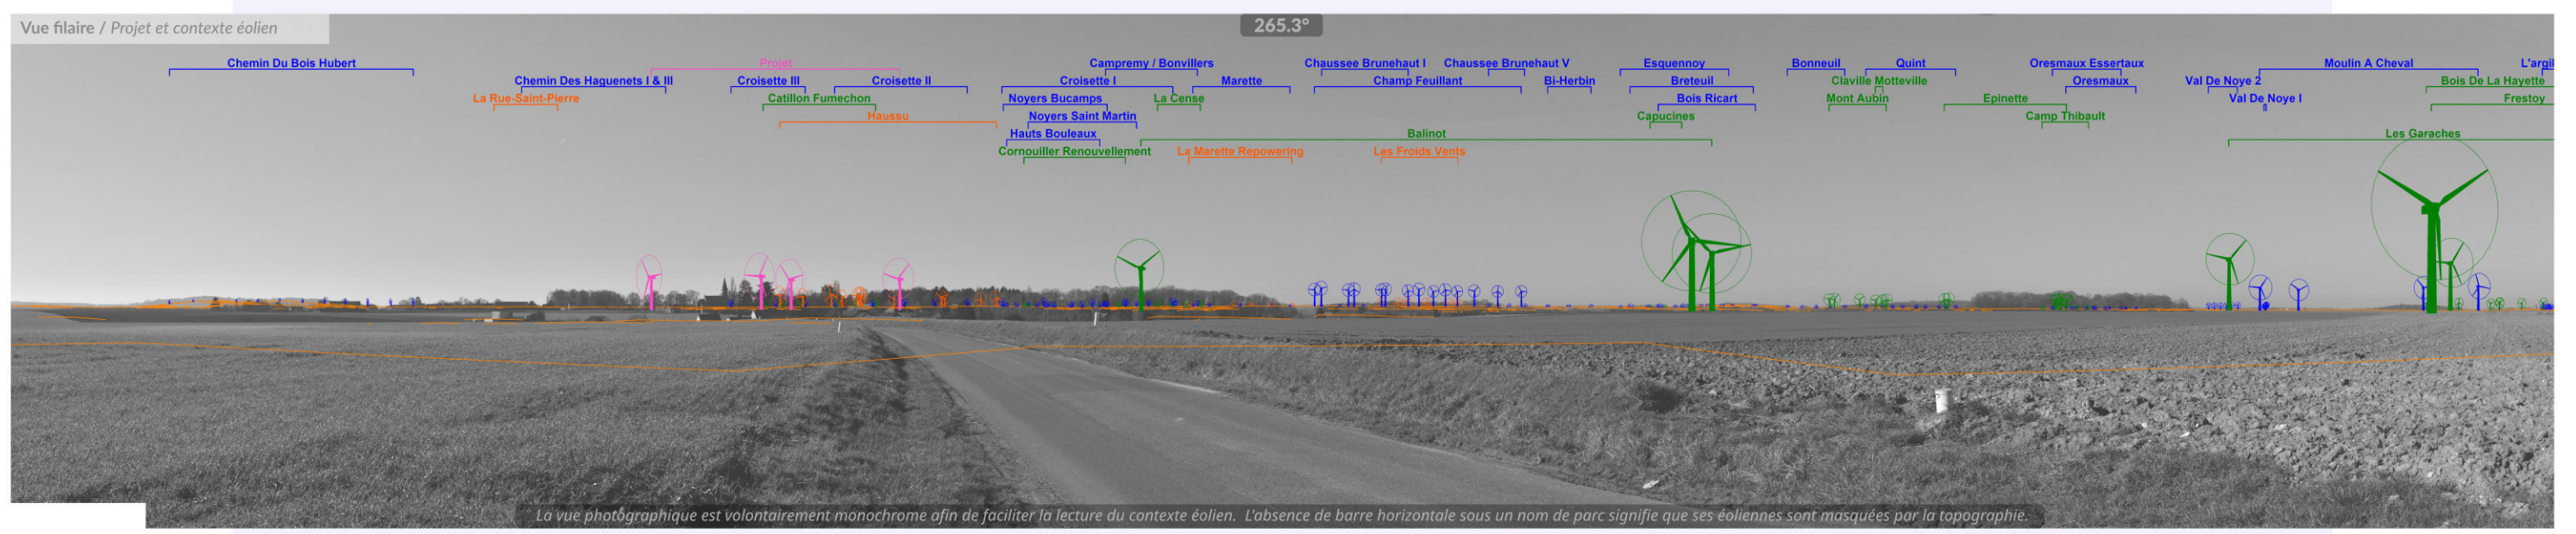 Vue filaire / Projet et contexte éolien
265.3°
Chemin Du Bois Hubert
Projet
Campremy / Bonvillers
Chaussee Brunehaut I
Chaussee Brunehaut V
Esquennoy
Bonneuil
Quint
Oresmaux Essertaux
Moulin A Cheval
L'argil
Chemin Des Haguenets I & III
Croisette III
Croisette II
Croisette I
Marette
Champ Feuillant
Bi-Herbin
Breteuil
Claville Motteville
Oresmaux
Val De Noye 2
Bois De La Hayette
La Rue-Saint-Pierre
Catillon Fumechon
Noyers Bucamps
La Cense
Bois Ricart
Mont Aubin
Epinette
Val De Noye I
Frestoy
Haussu
Noyers Saint Martin
Capucines
Camp Thibault
Hauts Bouleaux
Balinot
Les Garaches
Cornouiller Renouvellement
La Marette Repowering
Les Froids Vents
La vue photographique est volontairement monochrome afin de faciliter la lecture du contexte éolien. L'absence de barre horizontale sous un nom de parc signifie que ses éoliennes sont masquées par la topographie.